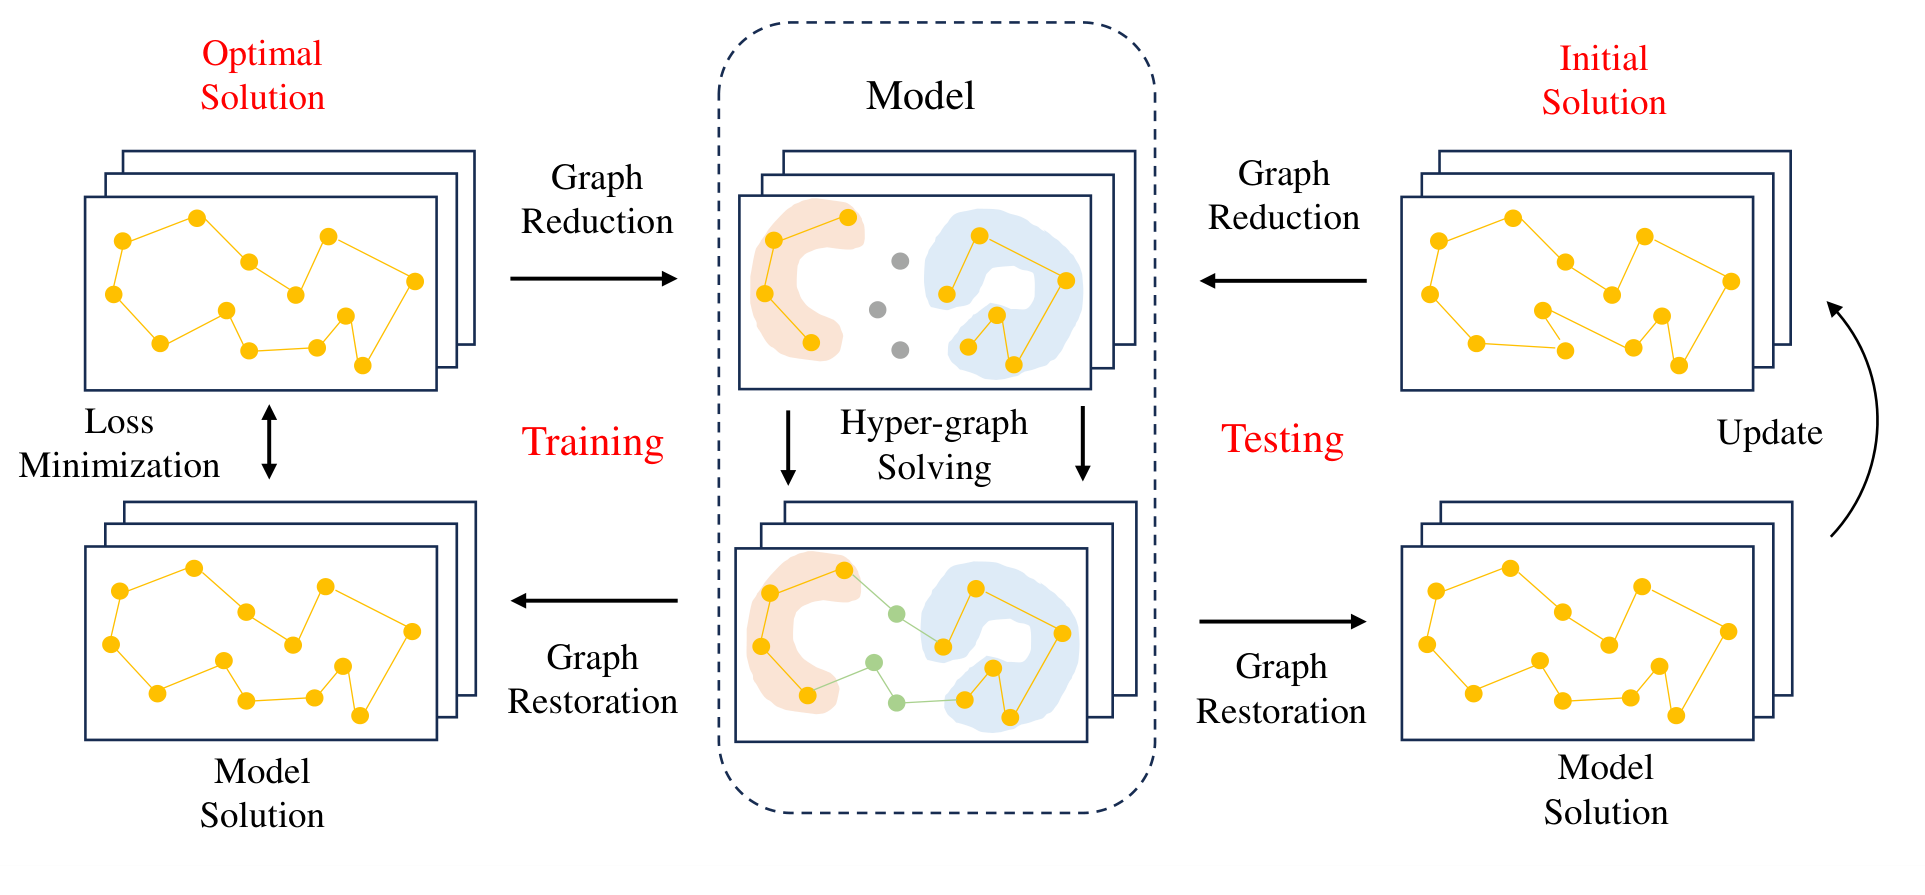 Optimal
Solution
Model
Initial
Solution
Graph
Reduction
Graph
Reduction
Loss
Minimization
Training
Hyper-graph
Solving
Testing
Update
Graph
Restoration
Graph
Restoration
Model
Solution
Model
Solution